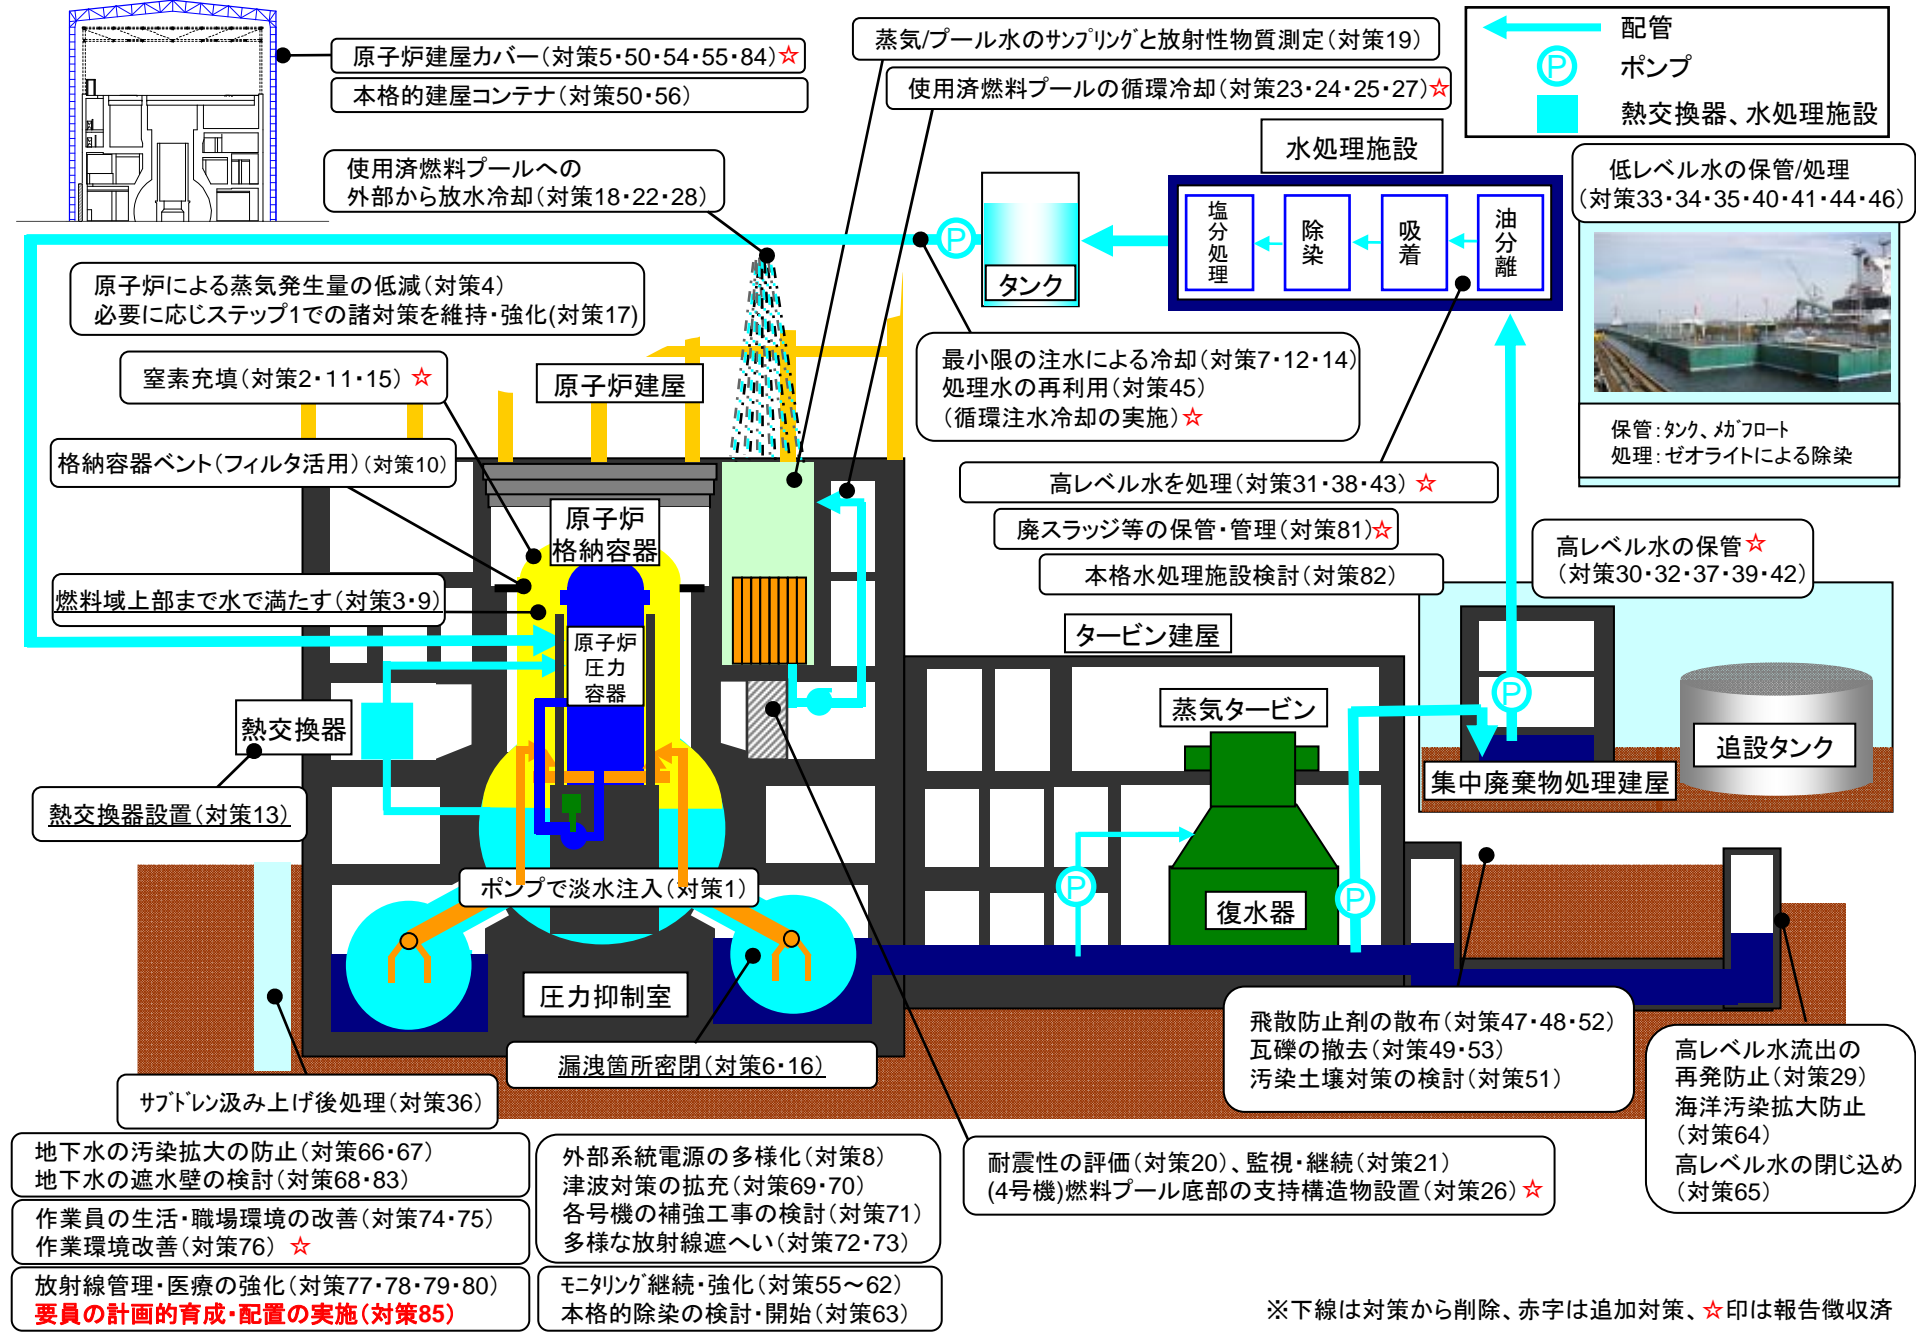 原子炉建屋カバー(対策5・50・54・55・84)☆
本格的建屋コンテナ(対策50・56)
蒸気/プール水のサンプリングと放射性物質測定(対策19)
使用済燃料プールの循環冷却(対策23・24・25・27)☆
配管
P
ポンプ
熱交換器、水処理施設
使用済燃料プールへの
外部から放水冷却(対策18・22・28)
水処理施設
塩分処理
除染
吸着
油分離
P
タンク
低レベル水の保管/処理
(対策33・34・35・40・41・44・46)
保管:タンク、メガフロート
処理:ゼオライトによる除染
原子炉による蒸気発生量の低減(対策4)
必要に応じステップ1での諸対策を維持・強化(対策17)
窒素充填(対策2・11・15) ☆
原子炉建屋
最小限の注水による冷却(対策7・12・14)
処理水の再利用(対策45)
(循環注水冷却の実施)☆
格納容器ベント(フィルタ活用)(対策10)
高レベル水を処理(対策31・38・43) ☆
廃スラッジ等の保管・管理(対策81)☆
本格水処理施設検討(対策82)
高レベル水の保管☆
(対策30・32・37・39・42)
原子炉
格納容器
燃料域上部まで水で満たす(対策3・9)
原子炉
圧力
容器
タービン建屋
熱交換器
蒸気タービン
P
追設タンク
集中廃棄物処理建屋
熱交換器設置(対策13)
ポンプで淡水注入(対策1)
P
復水器
P
圧力抑制室
漏洩箇所密閉(対策6・16)
飛散防止剤の散布(対策47・48・52)
瓦礫の撤去(対策49・53)
汚染土壌対策の検討(対策51)
高レベル水流出の
再発防止(対策29)
海洋汚染拡大防止
(対策64)
高レベル水の閉じ込め
(対策65)
サブドレン汲み上げ後処理(対策36)
地下水の汚染拡大の防止(対策66・67)
地下水の遮水壁の検討(対策68・83)
作業員の生活・職場環境の改善(対策74・75)
作業環境改善(対策76) ☆
放射線管理・医療の強化(対策77・78・79・80)
要員の計画的育成・配置の実施(対策85)
外部系統電源の多様化(対策8)
津波対策の拡充(対策69・70)
各号機の補強工事の検討(対策71)
多様な放射線遮へい(対策72・73)
モニタリング継続・強化(対策55～62)
本格的除染の検討・開始(対策63)
耐震性の評価(対策20)、監視・継続(対策21)
(4号機)燃料プール底部の支持構造物設置(対策26)☆
※下線は対策から削除、赤字は追加対策、☆印は報告徴収済